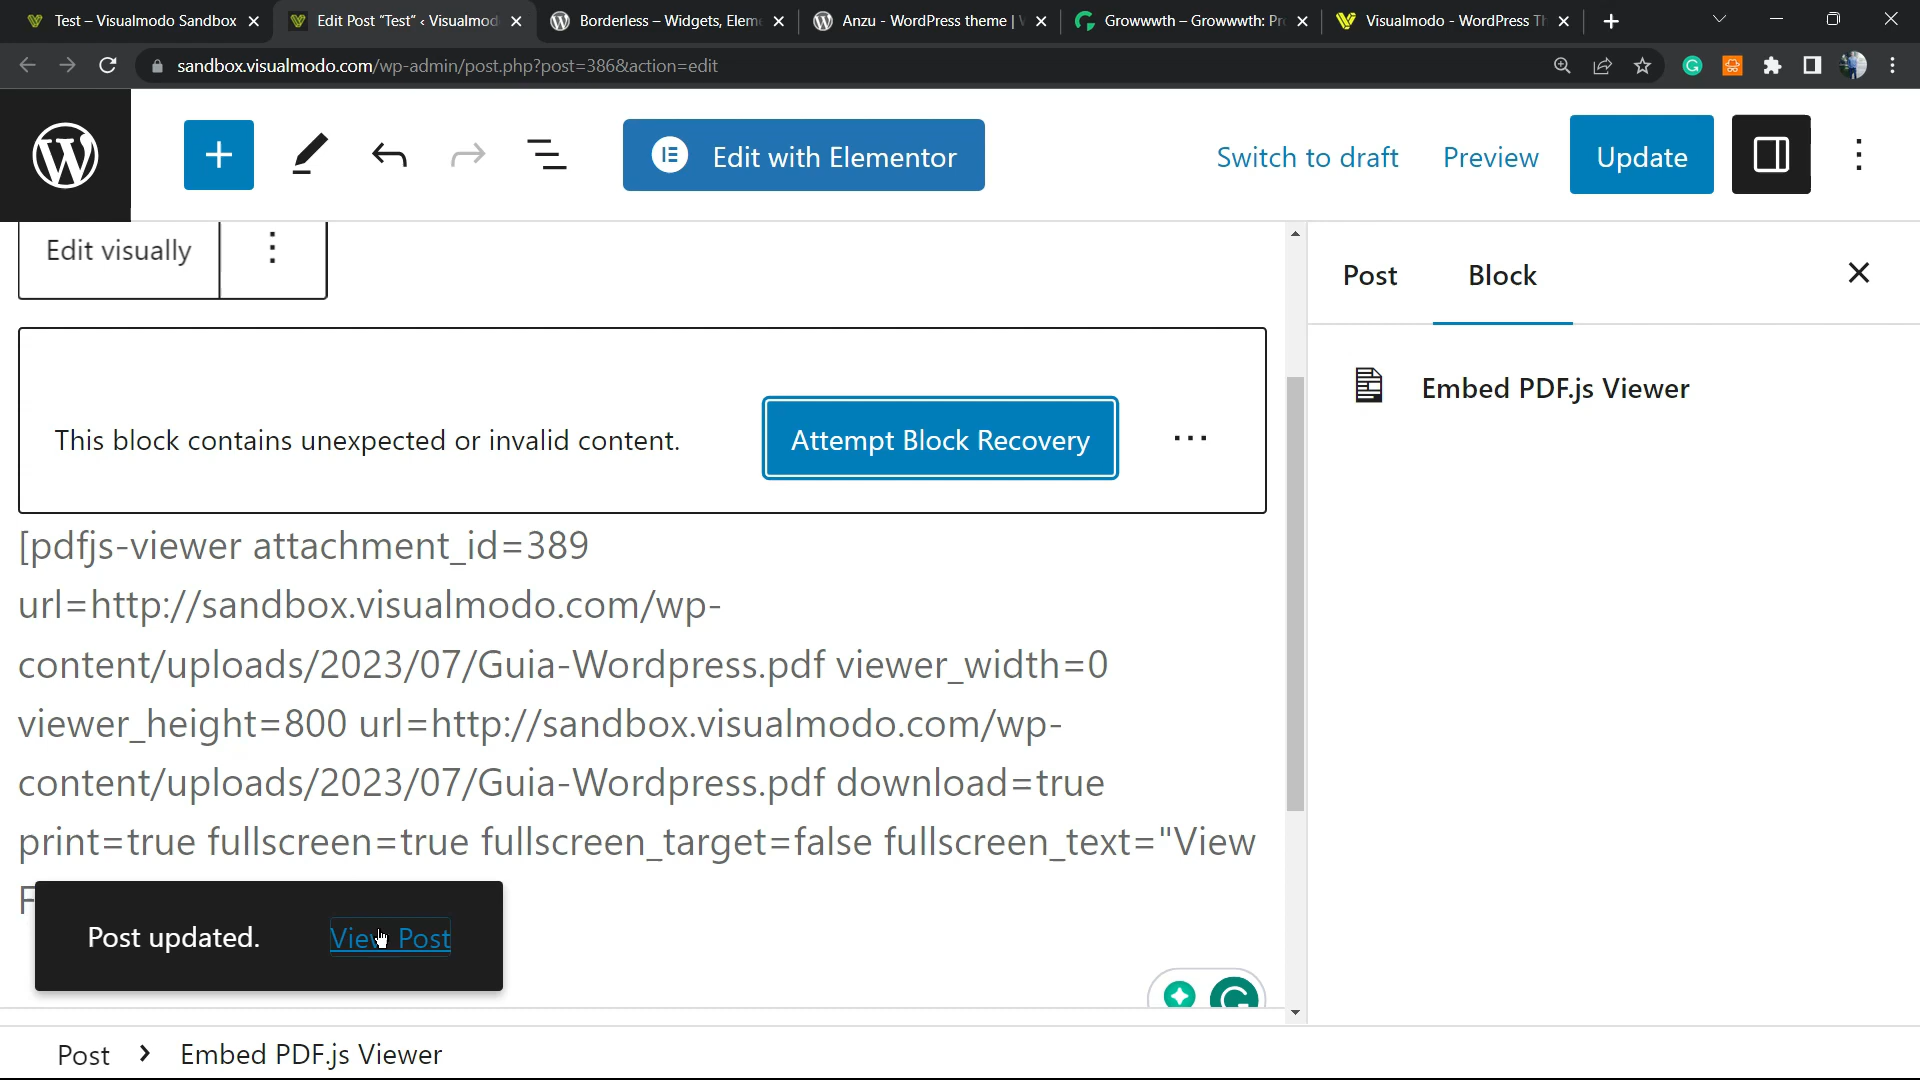 Test – Visualmodo Sandbox
Edit Post “Test” ‹ Visualmod
Borderless – Widgets, Elem
Anzu - WordPress theme |
Growwwth – Growwwth: Pr
Visualmodo - WordPress Th
sandbox.visualmodo.com/wp-admin/post.php?post=386&action=edit
Edit with Elementor
Switch to draft
Preview
Update
Edit visually
Post
Block
This block contains unexpected or invalid content.
Attempt Block Recovery
Embed PDF.js Viewer
[pdfjs-viewer attachment_id=389
url=http://sandbox.visualmodo.com/wp-
content/uploads/2023/07/Guia-Wordpress.pdf viewer_width=0
viewer_height=800 url=http://sandbox.visualmodo.com/wp-
content/uploads/2023/07/Guia-Wordpress.pdf download=true
print=true fullscreen=true fullscreen_target=false fullscreen_text="View
Post updated.
View Post
Post
Embed PDF.js Viewer